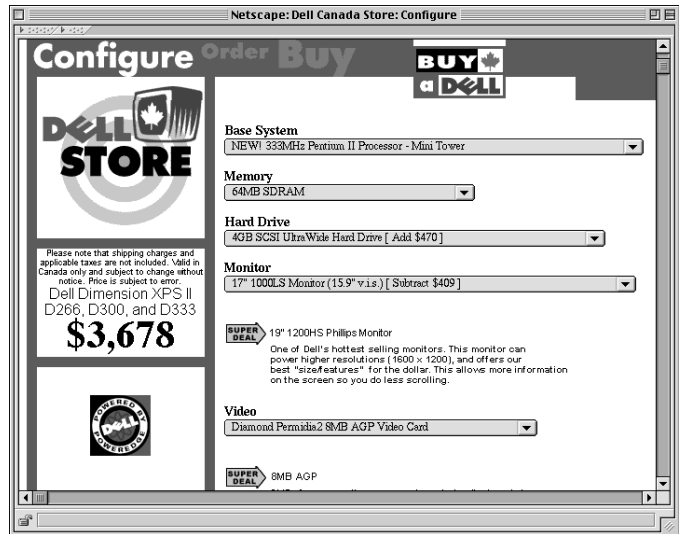 Netscape: Dell Canada Store: Configure
Configure Order Buy
BUY
a DELL
DELL
STORE
Base System
NEW! 333MHz Pentium II Processor - Mini Tower
Memory
64MB SDRAM
Hard Drive
4GB SCSI UltraWide Hard Drive [ Add $470 ]
Monitor
17" 1000LS Monitor (15.9" v.i.s.) [ Subtract $409 ]
Please note that shipping charges and
applicable taxes are not included. Valid in
Canada only and subject to change without
notice. Price is subject to error.
Dell Dimension XPS II
D266, D300, and D333
$3,678
SUPER
DEAL
19" 1200HS Phillips Monitor
One of Dell's hottest selling monitors. This monitor can
power higher resolutions (1600 x 1200), and offers our
best "size/features" for the dollar. This allows more information
on the screen so you do less scrolling.
POWERED BY
DELL
POWEREDGE
Video
Diamond Permidia2 8MB AGP Video Card
SUPER
DEAL
8MB AGP